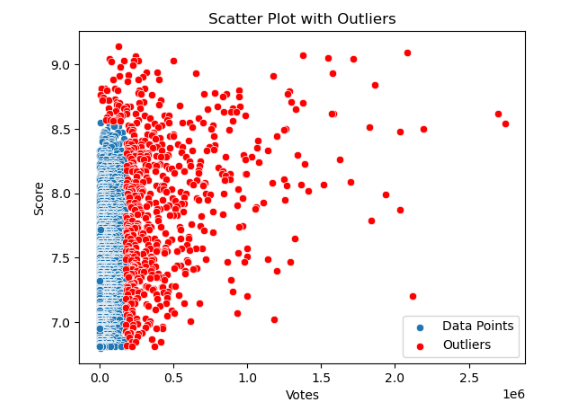 Scatter Plot with Outliers
9.0
8.5
8.0
7.5
7.0
Score
0.0 0.5 1.0 1.5 2.0 2.5
1e6
Votes
Data Points
Outliers